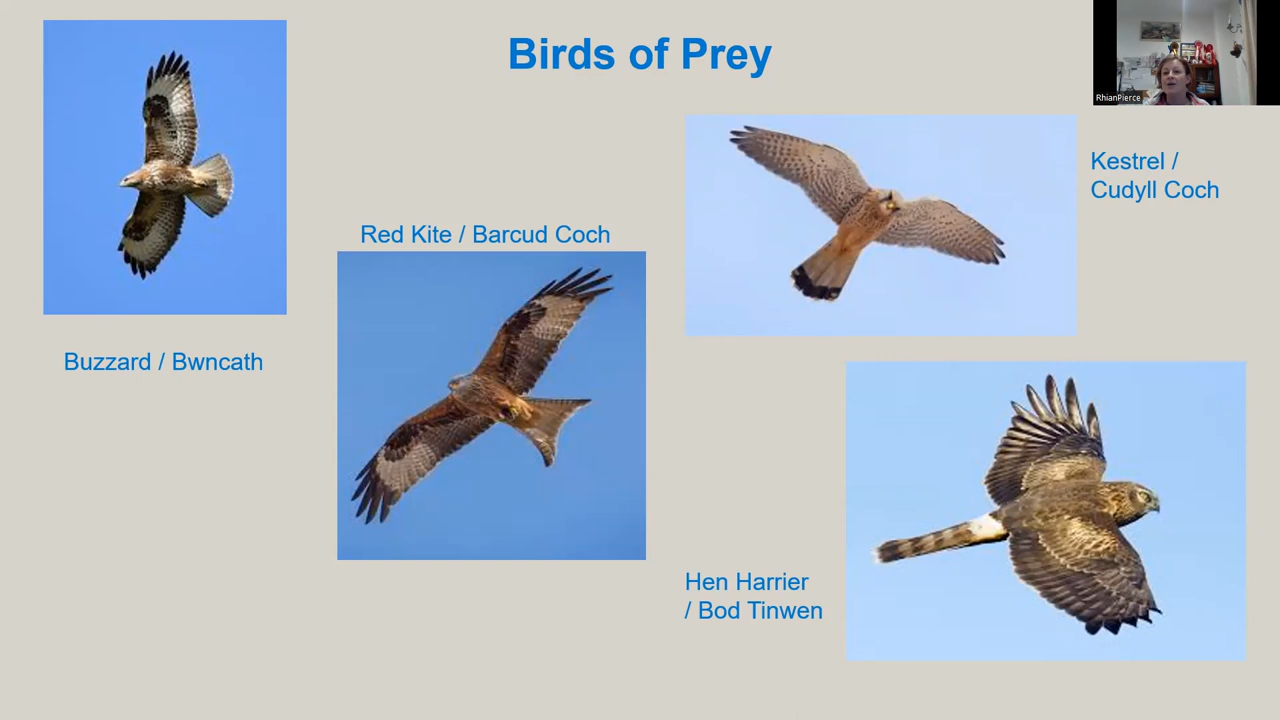 Birds of Prey
RhianPierce
Kestrel /
Cudyll Coch
Red Kite / Barcud Coch
Buzzard / Bwncath
Hen Harrier
/ Bod Tinwen